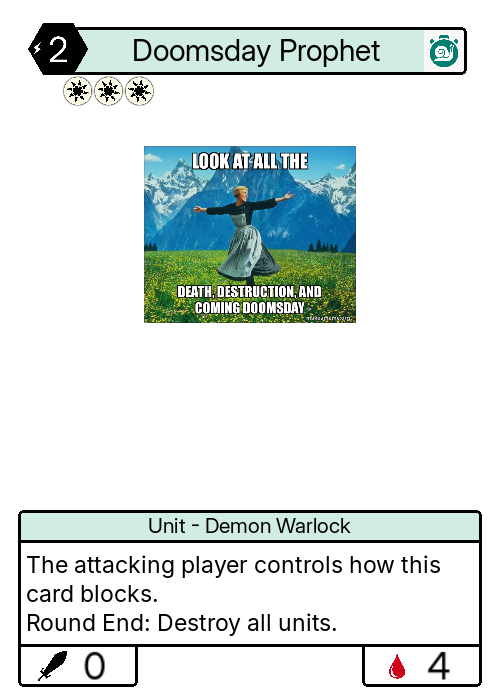 2
Doomsday Prophet
LOOK AT ALL THE
DEATH, DESTRUCTION, AND
COMING DOOMSDAY
Unit - Demon Warlock
The attacking player controls how this
card blocks.
Round End: Destroy all units.
0
4